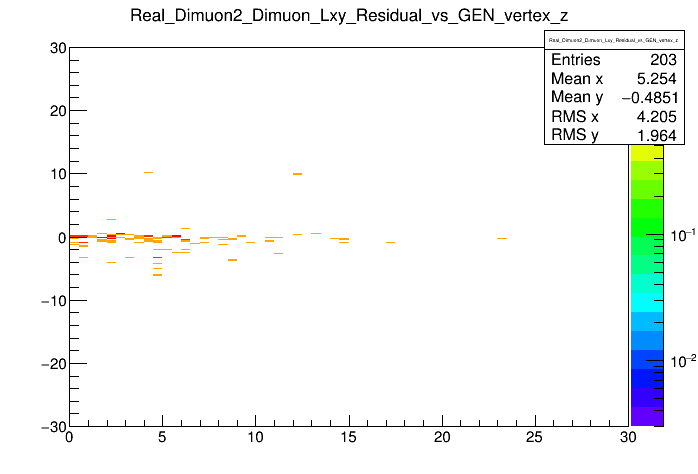 Real_Dimuon2_Dimuon_Lxy_Residual_vs_GEN_vertex_z
Real_Dimuon2_Dimuon_Lxy_Residual_vs_GEN_vertex_z
Entries 203
Mean x 5.254
Mean y −0.4851
RMS x 4.205
RMS y 1.964
30
20
10
0
−10
−20
−30
0 5 10 15 20 25 30
10⁻¹
10⁻²